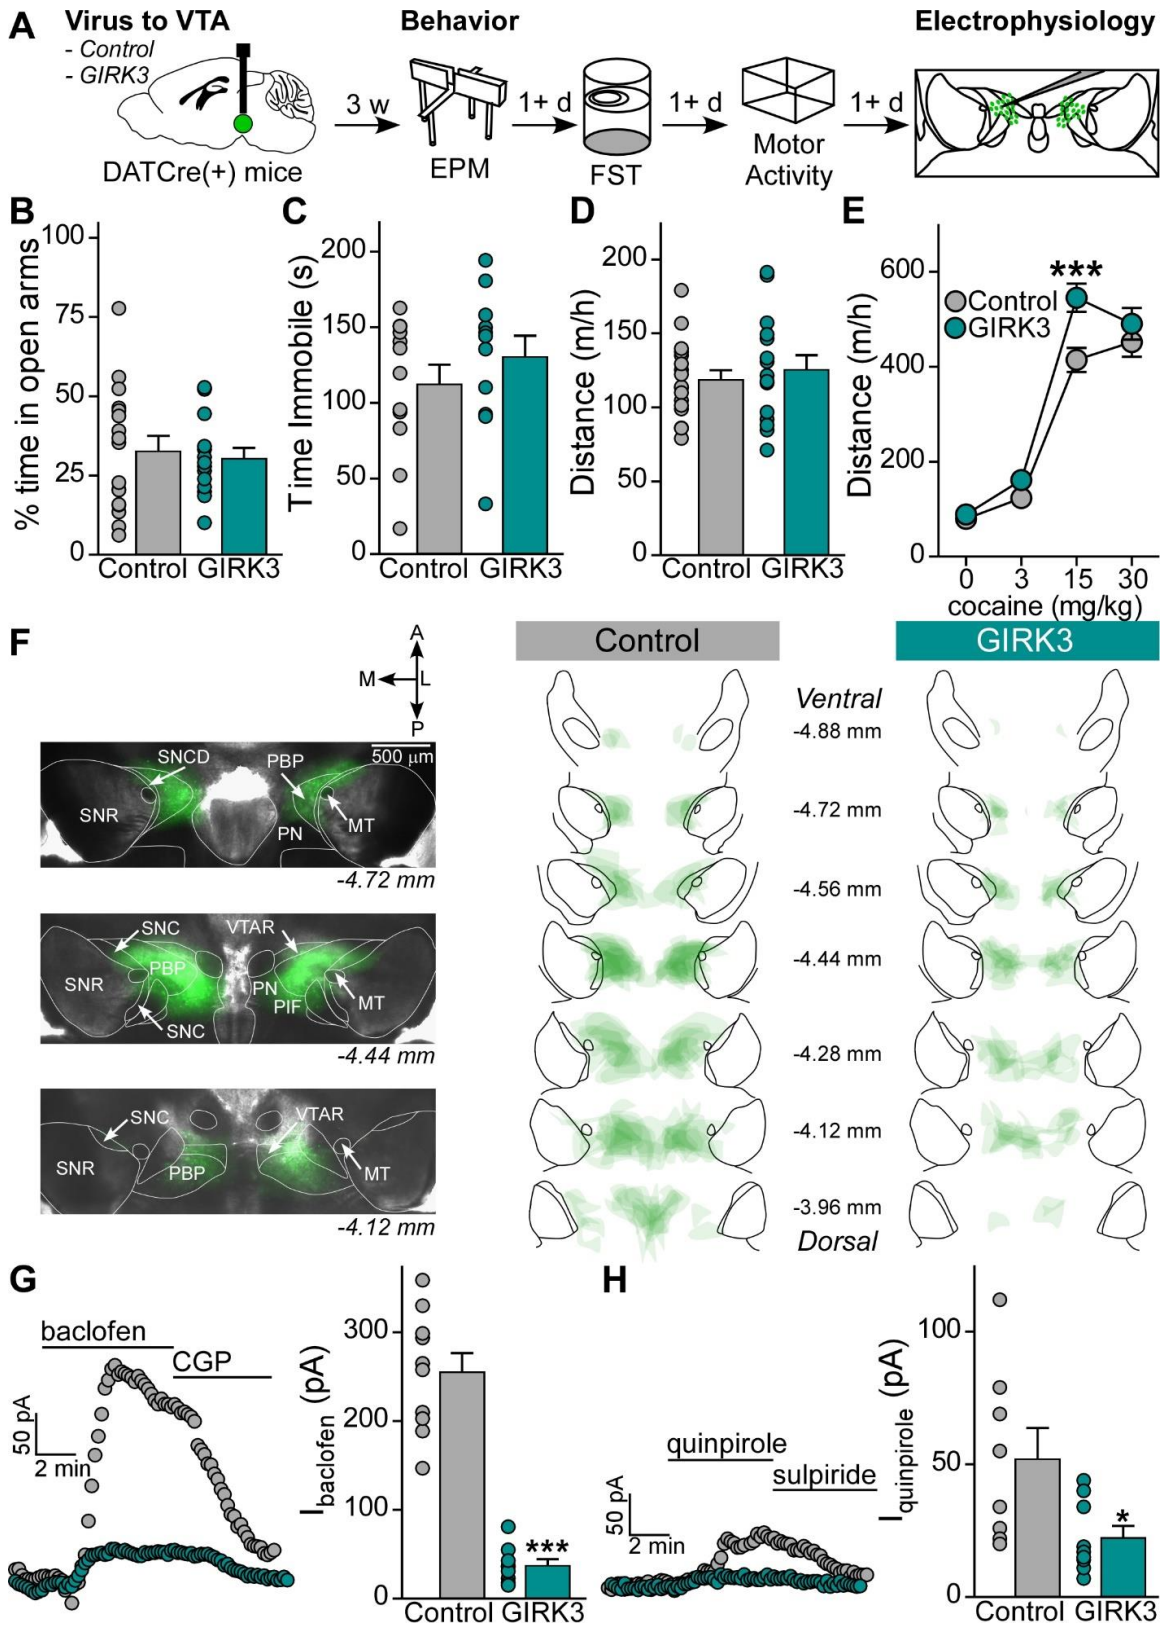 A
Virus to VTA
- Control
- GIRK3
DATCre(+) mice
3 w
Behavior
EPM
1+ d
FST
1+ d
Motor
Activity
1+ d
Electrophysiology
B
% time in open arms
100
75
50
25
0
Control GIRK3
C
Time Immobile (s)
200
150
100
50
0
Control GIRK3
D
Distance (m/h)
200
150
100
50
0
Control GIRK3
E
Distance (m/h)
600
400
200
0
***
Control
GIRK3
0 3 15 30
cocaine (mg/kg)
F
A
M L
P
500 μm
SNCD
PBP
SNR
PN
MT
-4.72 mm
SNC
VTAR
PBP
SNR
PN
PIF
MT
SNC
-4.44 mm
SNC
VTAR
SNR
PBP
MT
-4.12 mm
Control
GIRK3
Ventral
-4.88 mm
-4.72 mm
-4.56 mm
-4.44 mm
-4.28 mm
-4.12 mm
-3.96 mm
Dorsal
G
baclofen
CGP
50 pA
2 min
Ibaclofen (pA)
300
200
100
0
***
Control GIRK3
H
quinpirole
sulpiride
50 pA
2 min
Iquinpirole (pA)
100
50
0
*
Control GIRK3